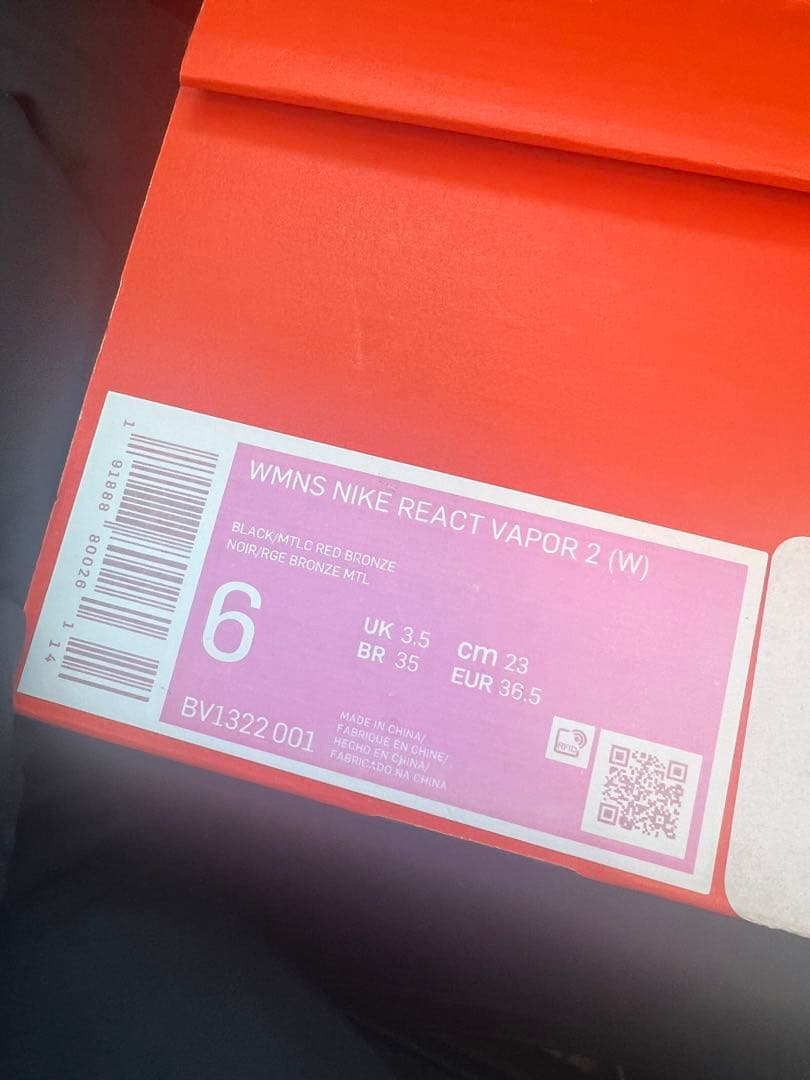 WMNS NIKE REACT VAPOR 2 (W)
BLACK/MTLC RED BRONZE
NOIR/RGE BRONZE MTL
6
UK 3.5 cm 23
BR 35 EUR 36.5
BV1322 001
MADE IN CHINA/
FABRIQUE EN CHINE/
HECHO EN CHINA/
FABRICADO NA CHINA
RFID
1 91888 80026 1 14